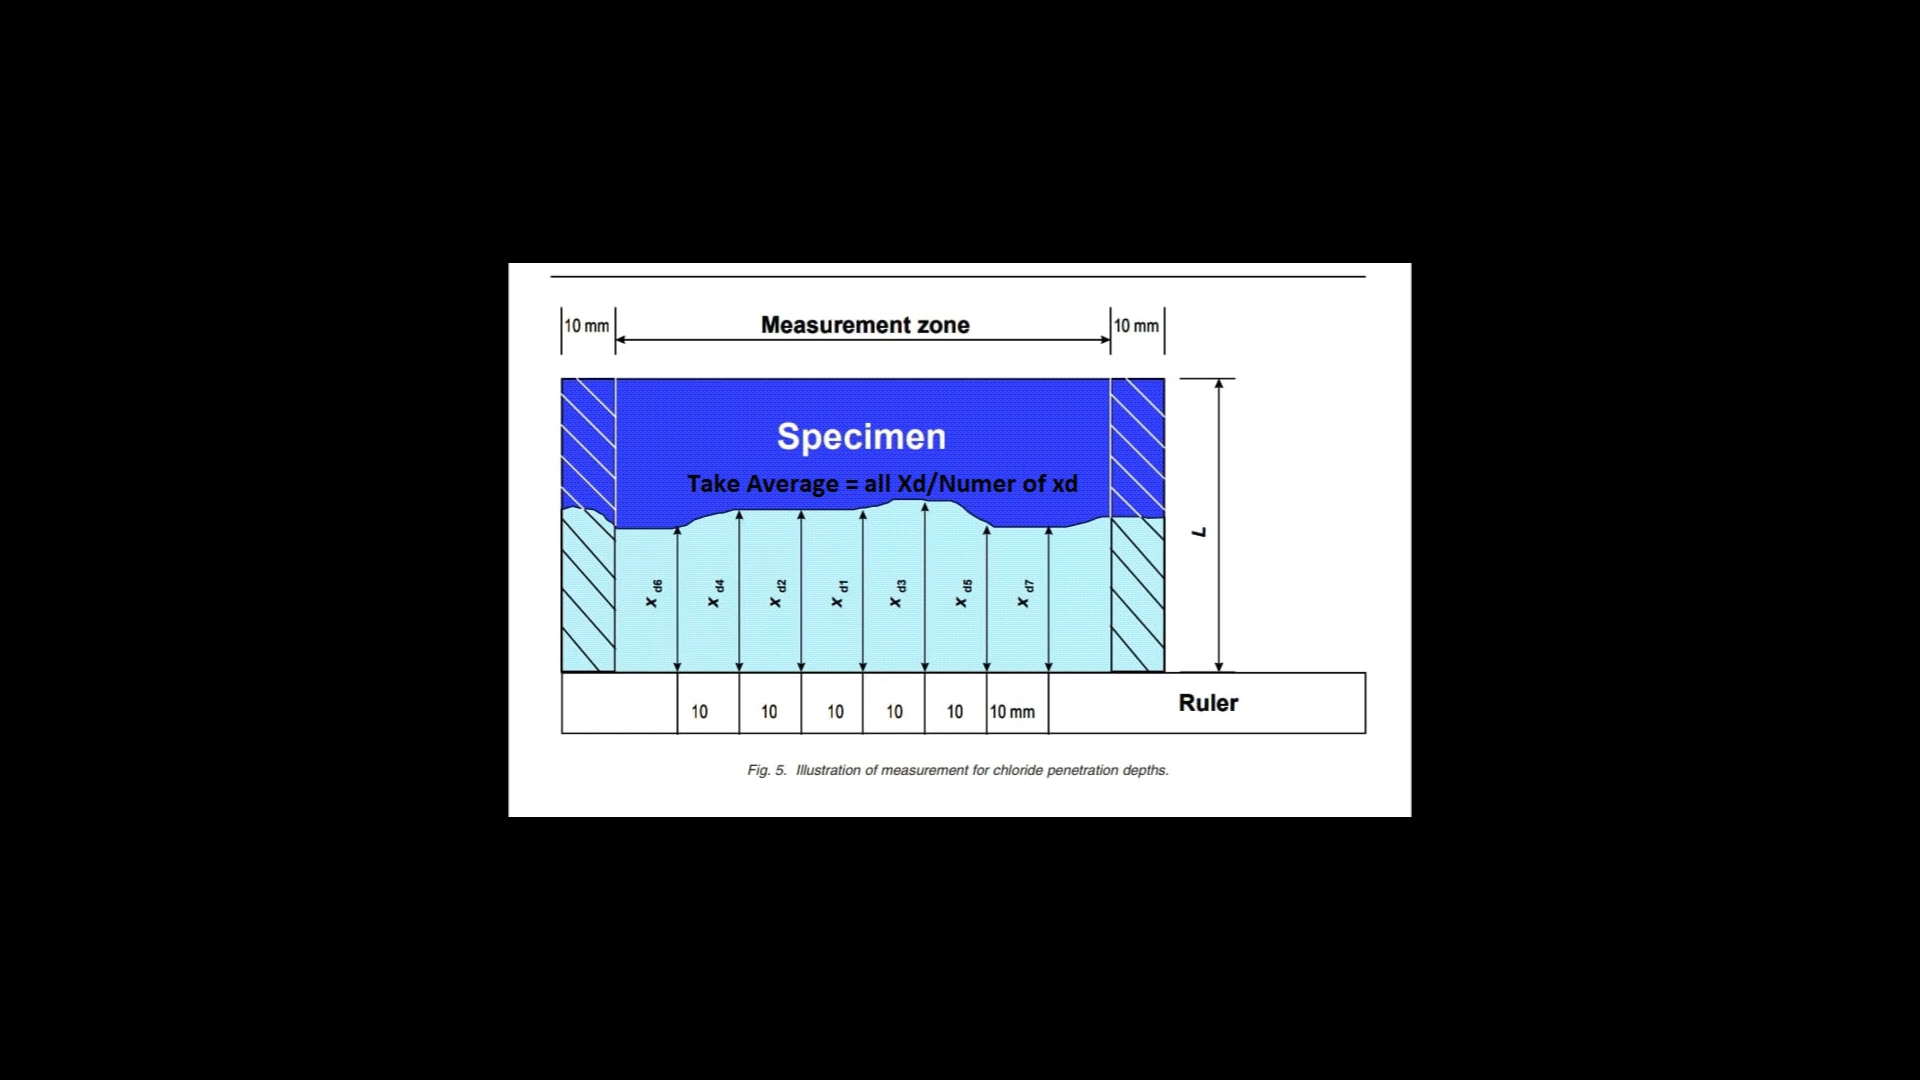 10 mm Measurement zone 10 mm
Specimen
Take Average = all Xd/Numer of xd
L
x d6 x d4 x d2 x d1 x d3 x d5 x d7
10 10 10 10 10 10 mm Ruler
Fig. 5. Illustration of measurement for chloride penetration depths.